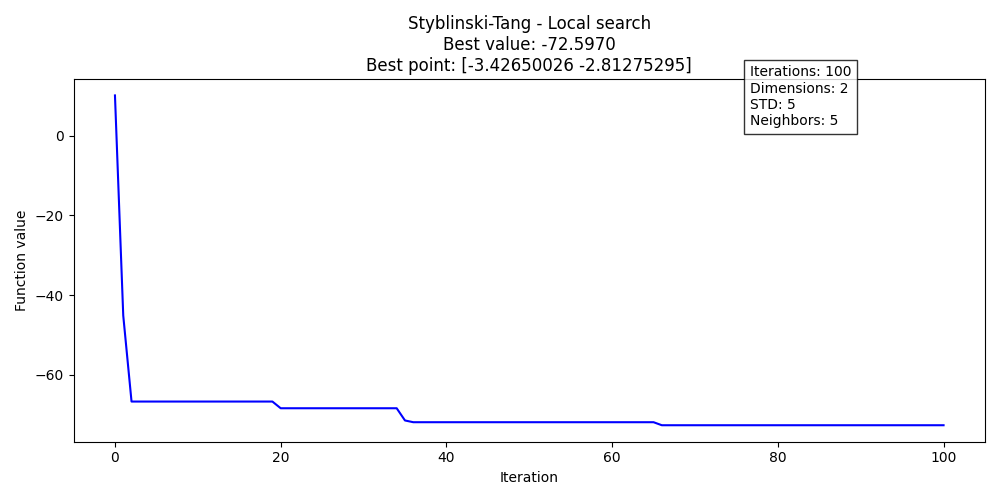 Styblinski-Tang - Local search
Best value: -72.5970
Best point: [-3.42650026 -2.81275295]
Iterations: 100
Dimensions: 2
STD: 5
Neighbors: 5
Function value
0
−20
−40
−60
0 20 40 60 80 100
Iteration